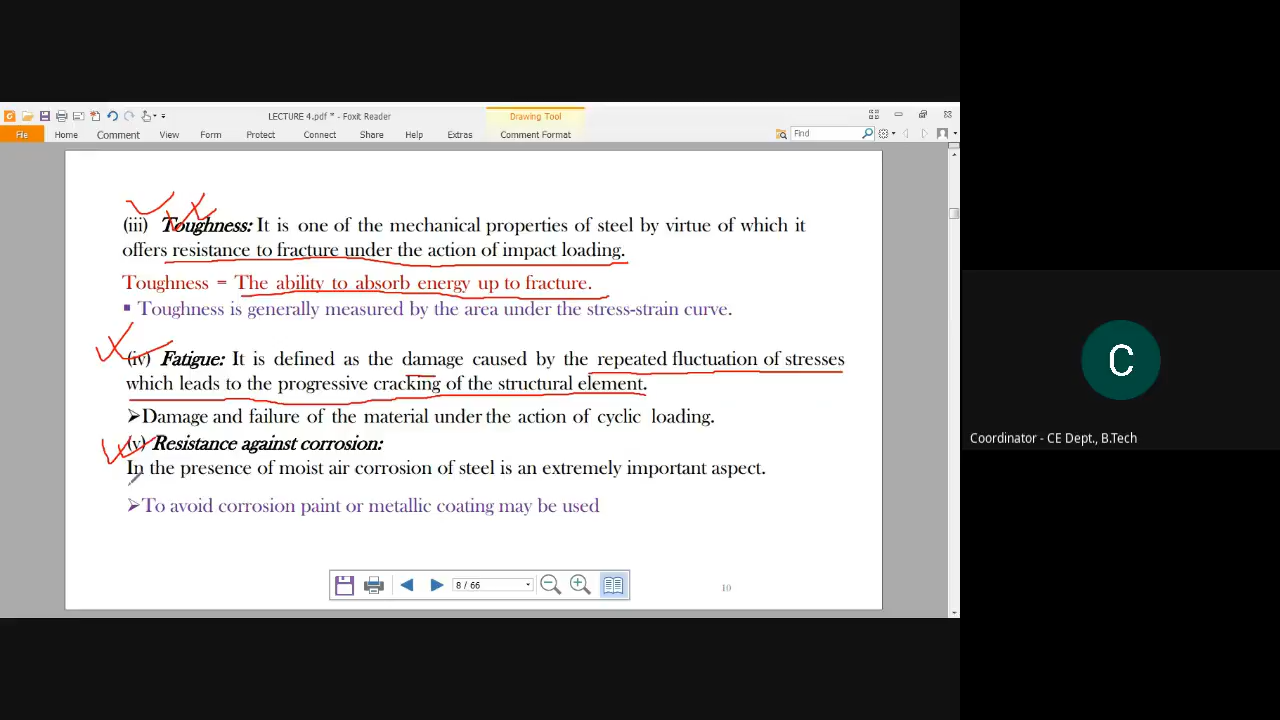 LECTURE 4.pdf * - Foxit Reader
Drawing Tool
File Home Comment View Form Protect Connect Share Help Extras Comment Format
Find
(iii) Toughness: It is one of the mechanical properties of steel by virtue of which it
offers resistance to fracture under the action of impact loading.
Toughness = The ability to absorb energy up to fracture.
▪ Toughness is generally measured by the area under the stress-strain curve.
(iv) Fatigue: It is defined as the damage caused by the repeated fluctuation of stresses
which leads to the progressive cracking of the structural element.
➢Damage and failure of the material under the action of cyclic loading.
(v) Resistance against corrosion:
In the presence of moist air corrosion of steel is an extremely important aspect.
➢To avoid corrosion paint or metallic coating may be used
8 / 66
10
C
Coordinator - CE Dept., B.Tech